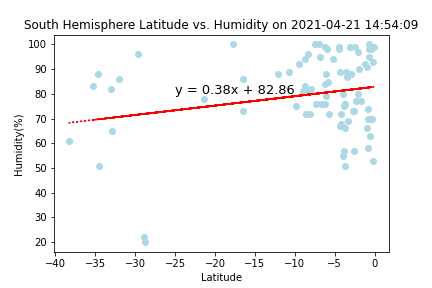 South Hemisphere Latitude vs. Humidity on 2021-04-21 14:54:09
100
90
80
70
60
50
40
30
20
Humidity(%)
y = 0.38x + 82.86
−40 −35 −30 −25 −20 −15 −10 −5 0
Latitude